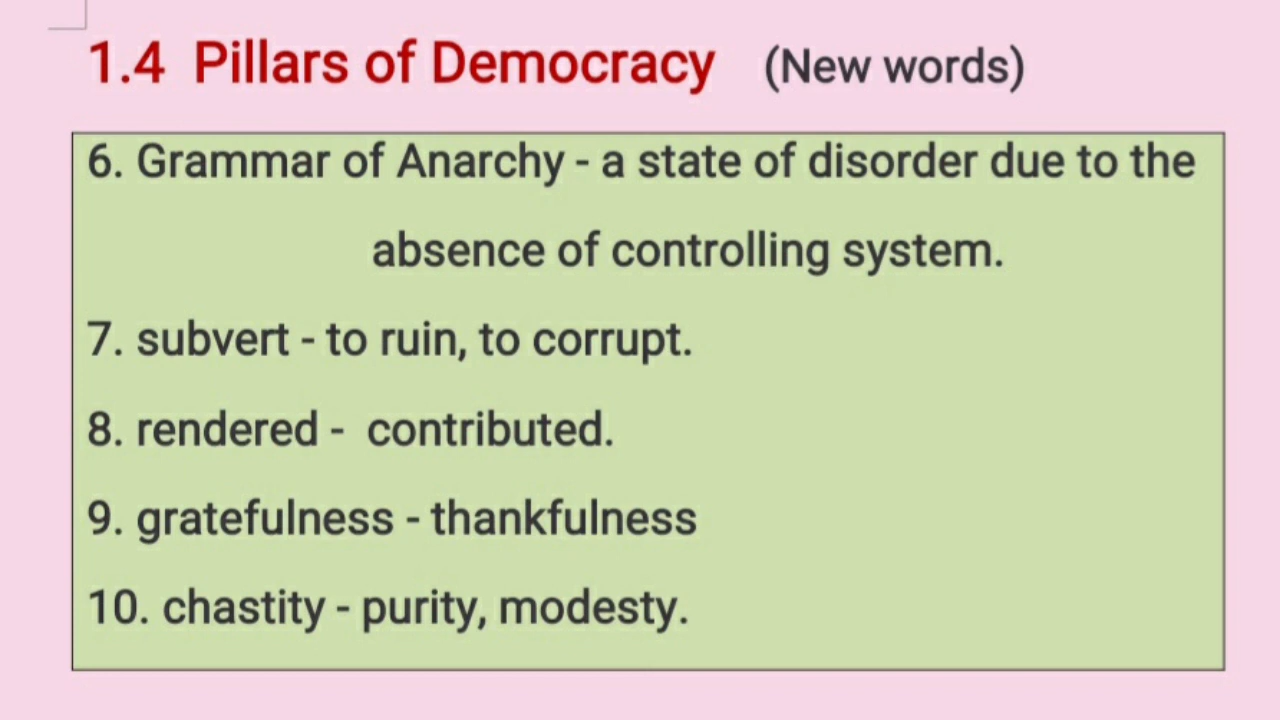 1.4 Pillars of Democracy (New words)
6. Grammar of Anarchy - a state of disorder due to the
absence of controlling system.
7. subvert - to ruin, to corrupt.
8. rendered - contributed.
9. gratefulness - thankfulness
10. chastity - purity, modesty.